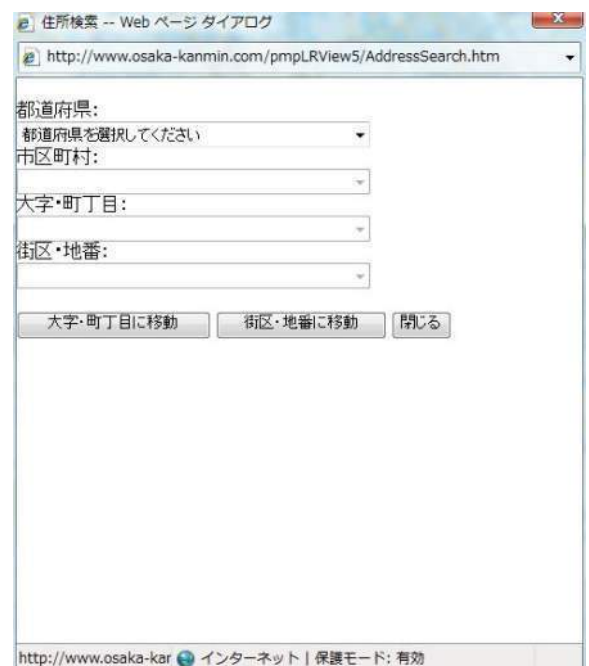 住所検索 -- Web ページ ダイアログ
http://www.osaka-kanmin.com/pmpLRView5/AddressSearch.htm
都道府県:
都道府県を選択してください
市区町村:
大字・町丁目:
街区・地番:
大字・町丁目に移動 街区・地番に移動 閉じる
http://www.osaka-kar インターネット | 保護モード: 有効